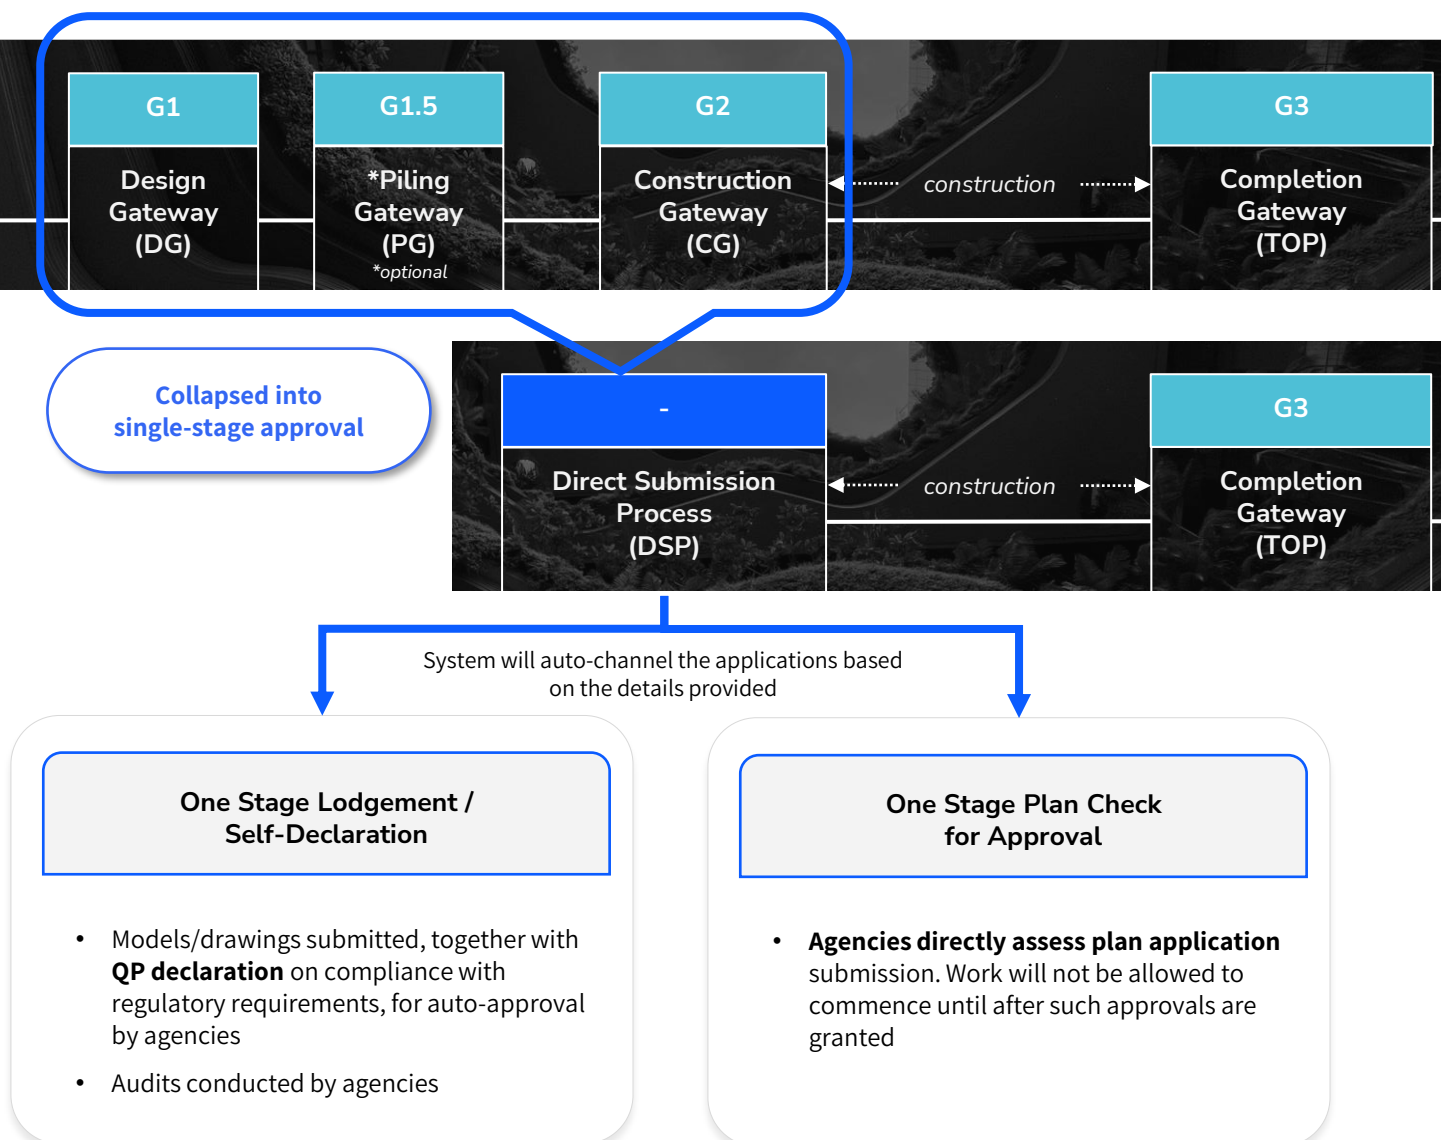 G1
G1.5
G2
G3
Design
Gateway
(DG)
*Piling
Gateway
(PG)
*optional
Construction
Gateway
(CG)
construction
Completion
Gateway
(TOP)
Collapsed into
single-stage approval
-
G3
Direct Submission
Process
(DSP)
construction
Completion
Gateway
(TOP)
System will auto-channel the applications based
on the details provided
One Stage Lodgement /
Self-Declaration
• Models/drawings submitted, together with
QP declaration on compliance with
regulatory requirements, for auto-approval
by agencies
• Audits conducted by agencies
One Stage Plan Check
for Approval
• Agencies directly assess plan application
submission. Work will not be allowed to
commence until after such approvals are
granted